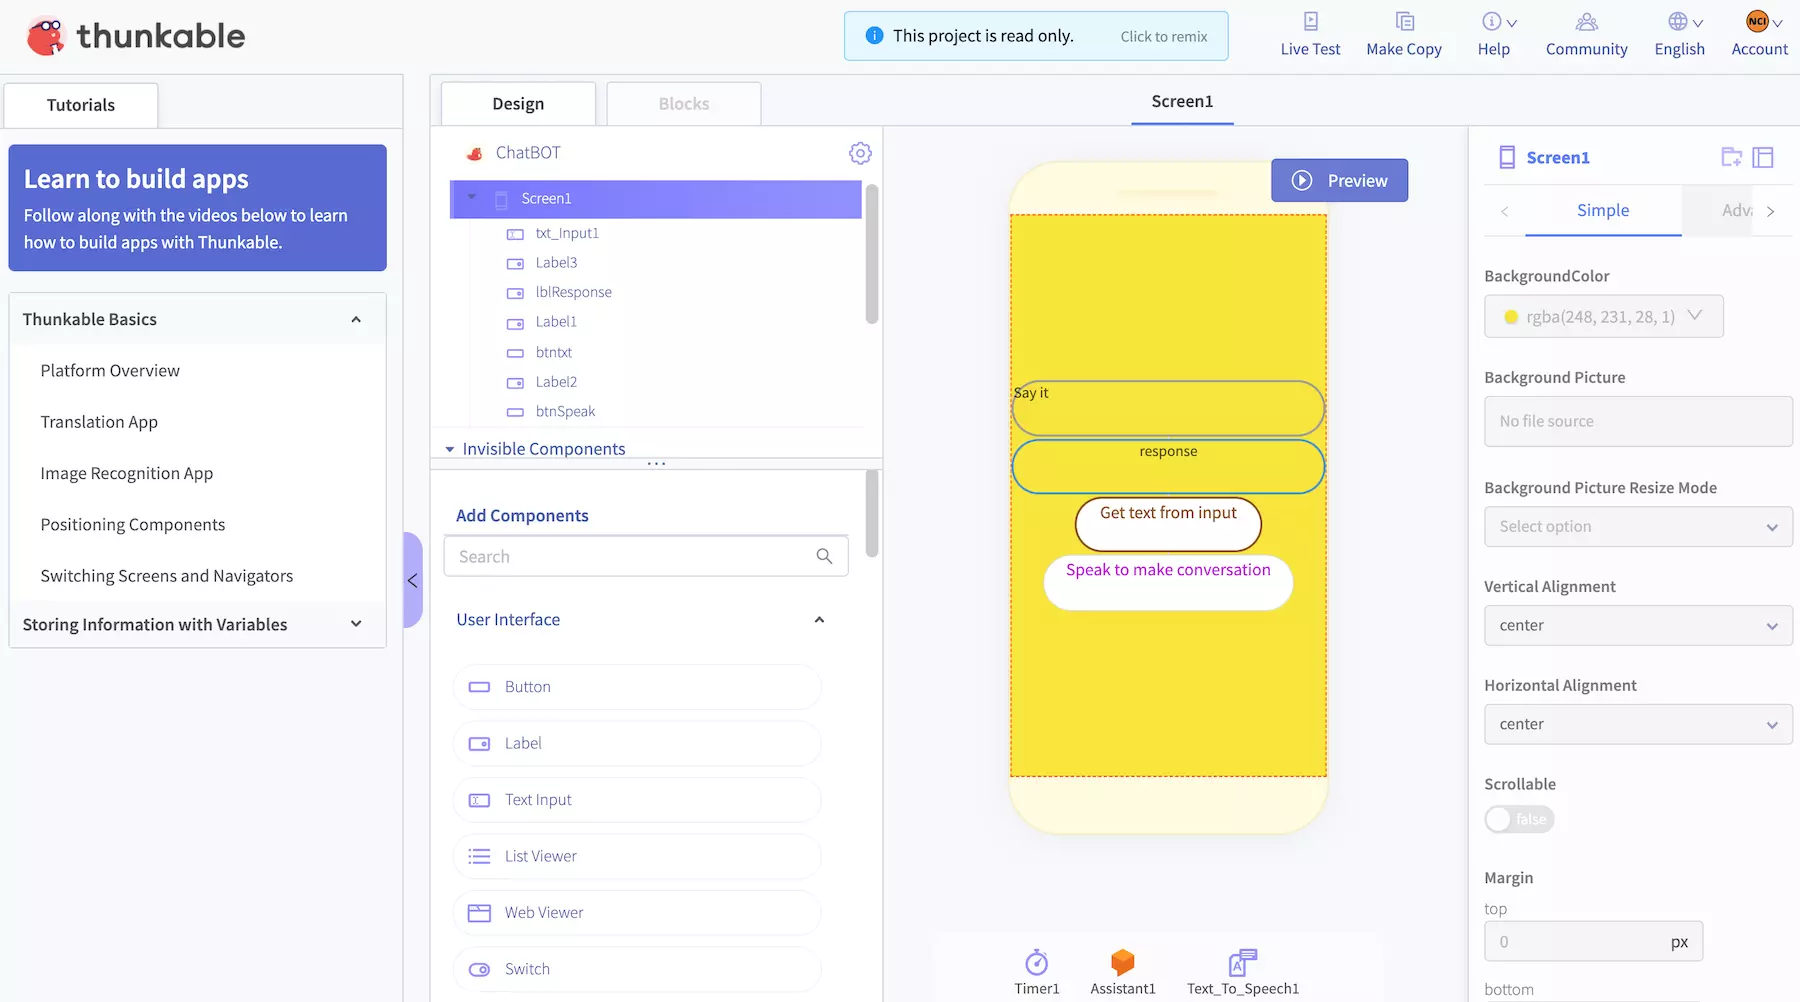 thunkable
This project is read only.
Click to remix
Live Test
Make Copy
Help
Community
English
NCI
Account
Tutorials
Learn to build apps
Follow along with the videos below to learn
how to build apps with Thunkable.
Thunkable Basics
Platform Overview
Translation App
Image Recognition App
Positioning Components
Switching Screens and Navigators
Storing Information with Variables
Design
Blocks
ChatBOT
Screen1
txt_Input1
Label3
lblResponse
Label1
btntxt
Label2
btnSpeak
Invisible Components
Add Components
Search
User Interface
Button
Label
Text Input
List Viewer
Web Viewer
Switch
Screen1
Preview
Say it
response
Get text from input
Speak to make conversation
Timer1
Assistant1
Text_To_Speech1
Screen1
Simple
BackgroundColor
rgba(248, 231, 28, 1)
Background Picture
No file source
Background Picture Resize Mode
Select option
Vertical Alignment
center
Horizontal Alignment
center
Scrollable
false
Margin
top
0
px
bottom